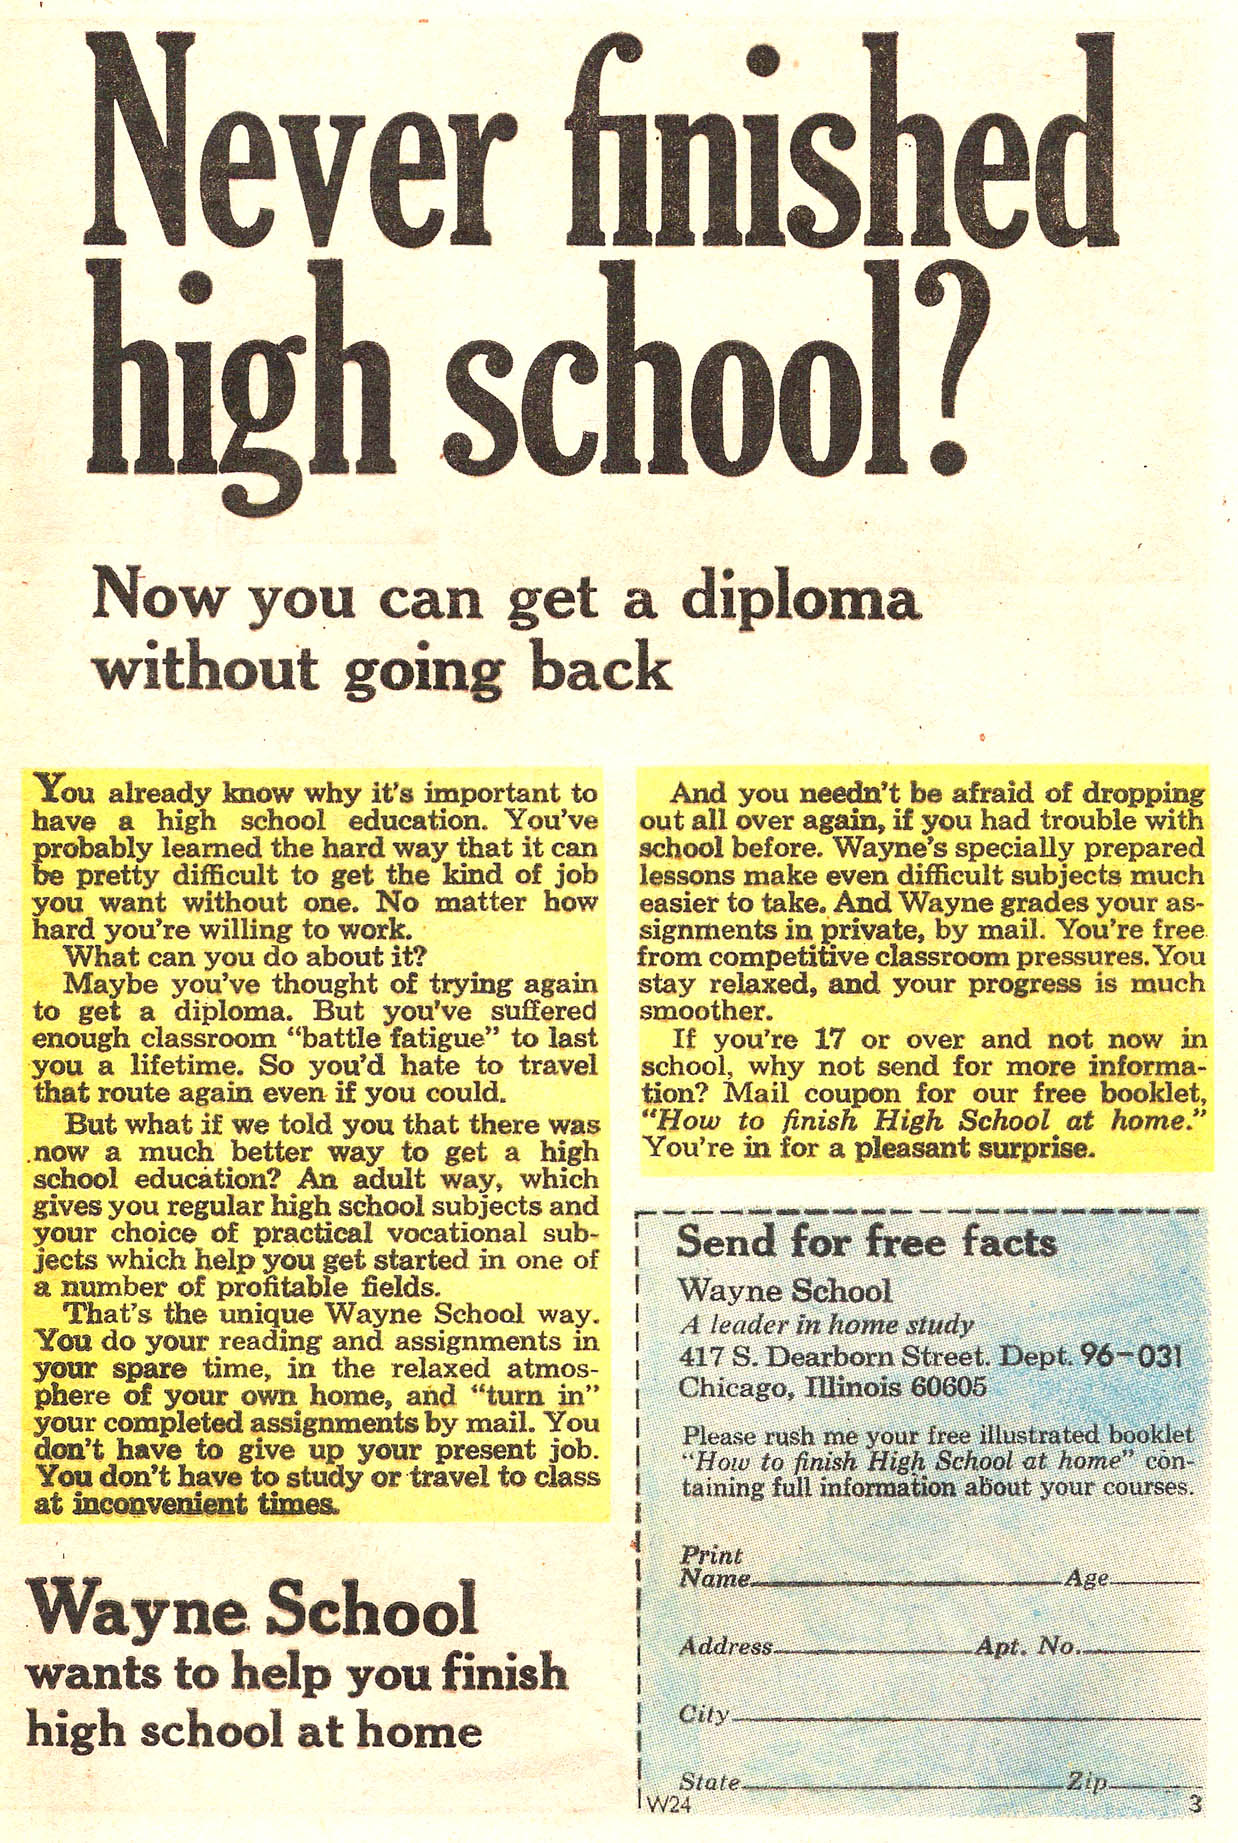 Never finished
high school?
Now you can get a diploma
without going back
You already know why it's important to
have a high school education. You've
probably learned the hard way that it can
be pretty difficult to get the kind of job
you want without one. No matter how
hard you're willing to work.
What can you do about it?
Maybe you've thought of trying again
to get a diploma. But you've suffered
enough classroom "battle fatigue" to last
you a lifetime. So you'd hate to travel
that route again even if you could.
But what if we told you that there was
now a much better way to get a high
school education? An adult way, which
gives you regular high school subjects and
your choice of practical vocational sub-
jects which help you get started in one of
a number of profitable fields.
That's the unique Wayne School way.
You do your reading and assignments in
your spare time, in the relaxed atmos-
phere of your own home, and "turn in"
your completed assignments by mail. You
don't have to give up your present job.
You don't have to study or travel to class
at inconvenient times.
Wayne School
wants to help you finish
high school at home
And you needn't be afraid of dropping
out all over again, if you had trouble with
school before. Wayne's specially prepared
lessons make even difficult subjects much
easier to take. And Wayne grades your as-
signments in private, by mail. You're free
from competitive classroom pressures. You
stay relaxed, and your progress is much
smoother.
If you're 17 or over and not now in
school, why not send for more informa-
tion? Mail coupon for our free booklet,
"How to finish High School at home."
You're in for a pleasant surprise.
Send for free facts
Wayne School
A leader in home study
417 S. Dearborn Street. Dept. 96-031
Chicago, Illinois 60605
Please rush me your free illustrated booklet
"How to finish High School at home" con-
taining full information about your courses.
Print
Name Age
Address Apt. No.
City
State Zip
W24 3